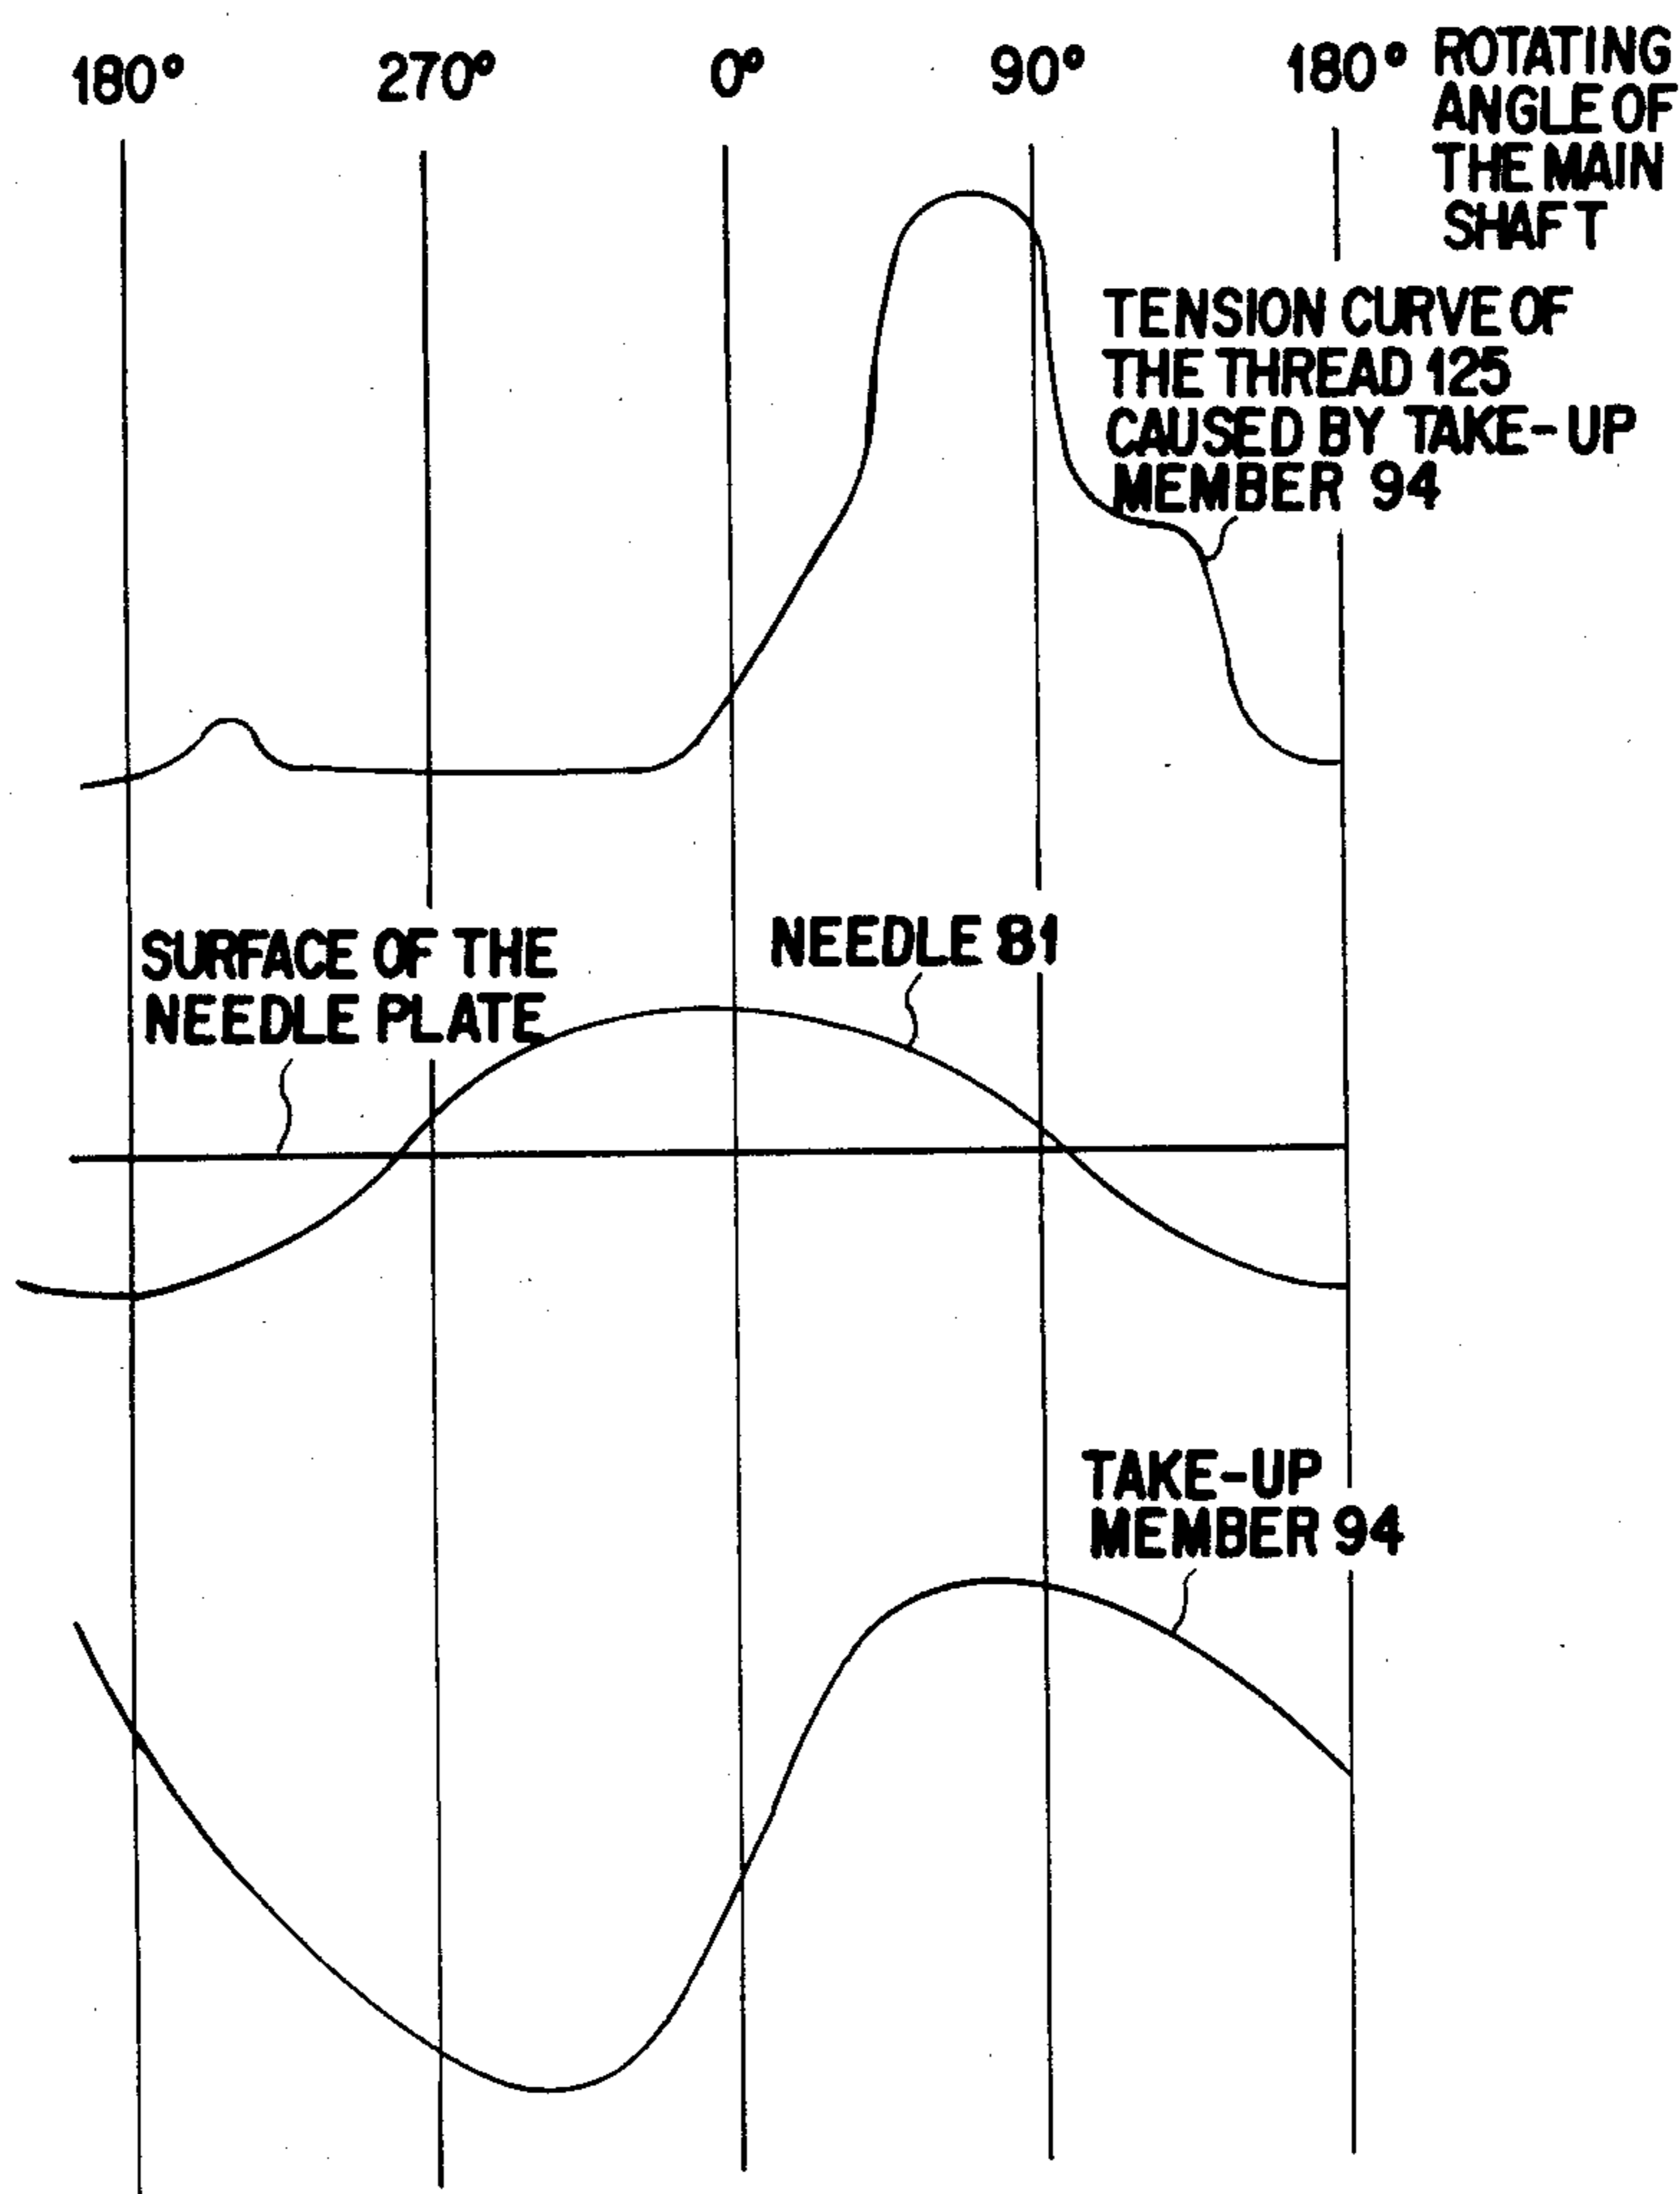 180° 270° 0° 90° 180°
ROTATING
ANGLE OF
THE MAIN
SHAFT
TENSION CURVE OF
THE THREAD 125
CAUSED BY TAKE-UP
MEMBER 94
SURFACE OF THE
NEEDLE PLATE
NEEDLE 81
TAKE-UP
MEMBER 94